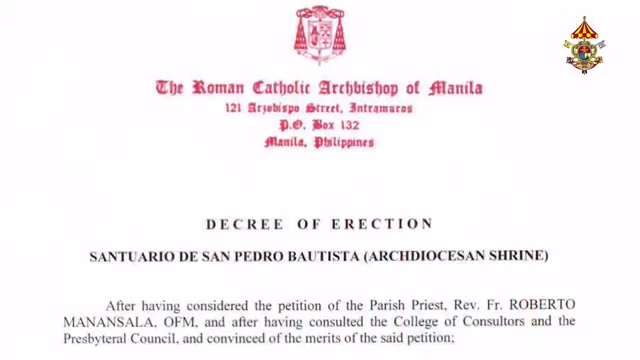 The Roman Catholic Archbishop of Manila
121 Arzobispo Street, Intramuros
P.O. Box 132
Manila, Philippines
DECREE OF ERECTION
SANTUARIO DE SAN PEDRO BAUTISTA (ARCHDIOCESAN SHRINE)
After having considered the petition of the Parish Priest, Rev. Fr. ROBERTO
MANANSALA, OFM, and after having consulted the College of Consultors and the
Presbyteral Council, and convinced of the merits of the said petition;